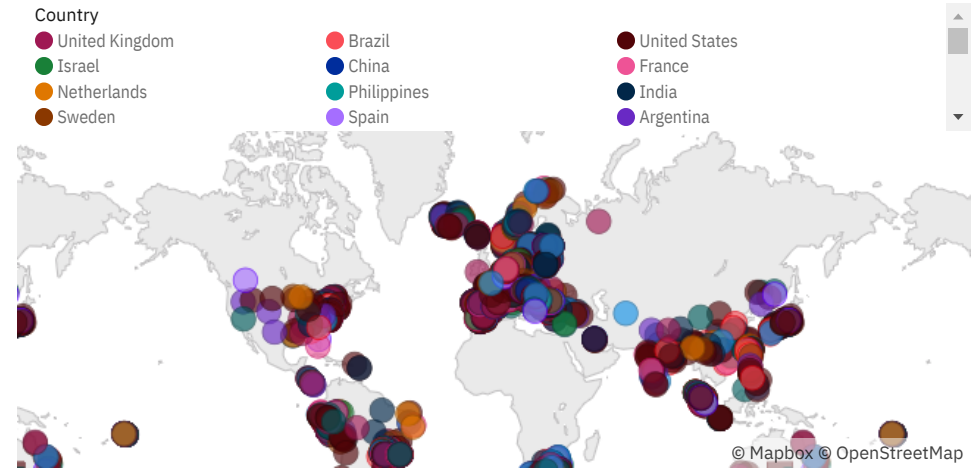 Country
United Kingdom Brazil United States
Israel China France
Netherlands Philippines India
Sweden Spain Argentina
© Mapbox © OpenStreetMap